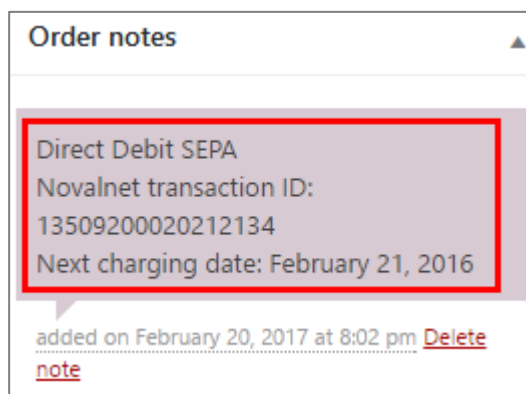 Order notes
Direct Debit SEPA
Novalnet transaction ID:
13509200020212134
Next charging date: February 21, 2016
added on February 20, 2017 at 8:02 pm Delete
note